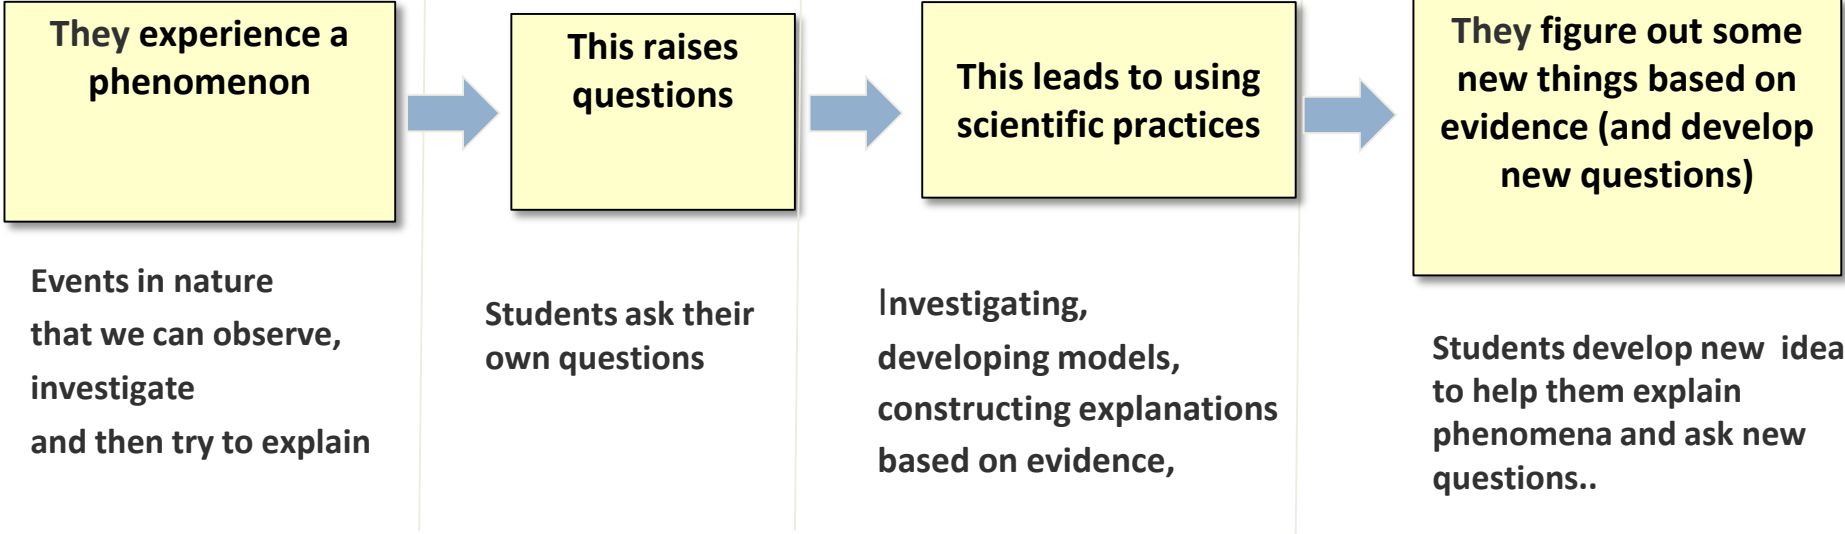 They experience a
phenomenon
This raises
questions
This leads to using
scientific practices
They figure out some
new things based on
evidence (and develop
new questions)
Events in nature
that we can observe,
investigate
and then try to explain
Students ask their
own questions
Investigating,
developing models,
constructing explanations
based on evidence,
Students develop new idea
to help them explain
phenomena and ask new
questions..